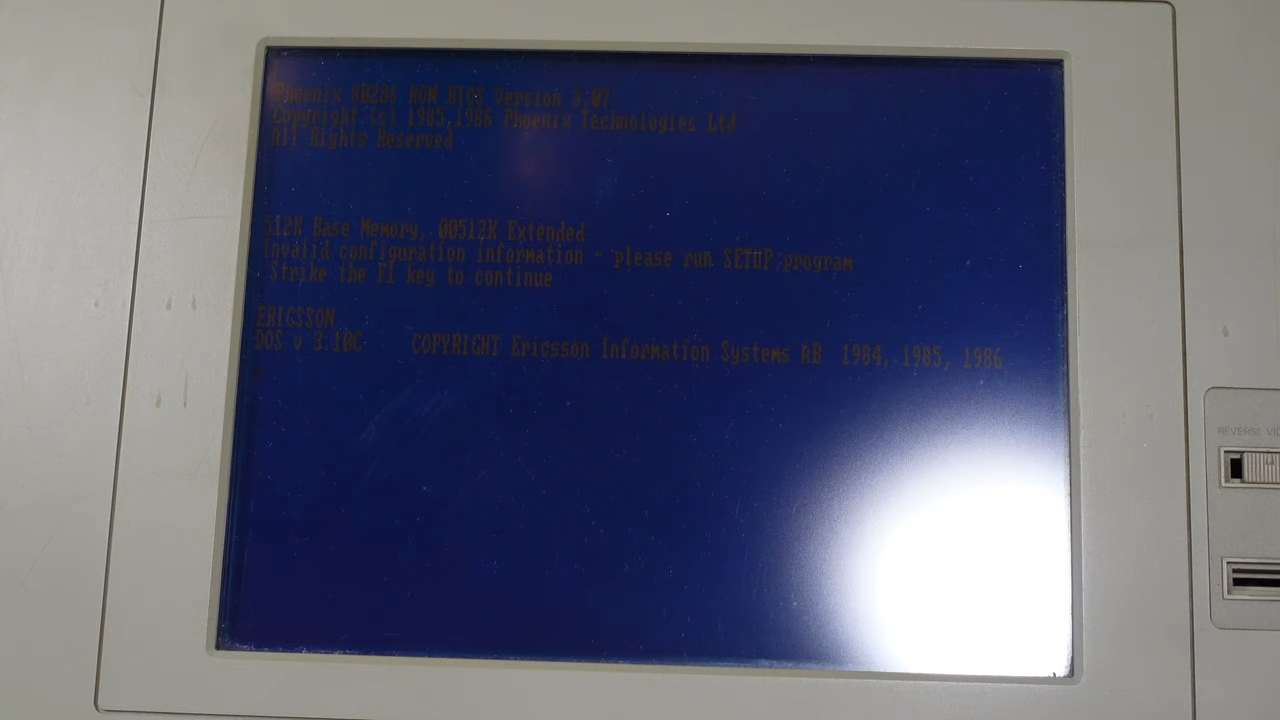 Phoenix 80286 ROM BIOS Version 3.07
Copyright (c) 1985,1986 Phoenix Technologies Ltd
All Rights Reserved
512K Base Memory, 00512K Extended
Invalid configuration information - please run SETUP program
Strike the F1 key to continue
ERICSSON
DOS v 3.10C COPYRIGHT Ericsson Information Systems AB 1984, 1985, 1986
REVERSE